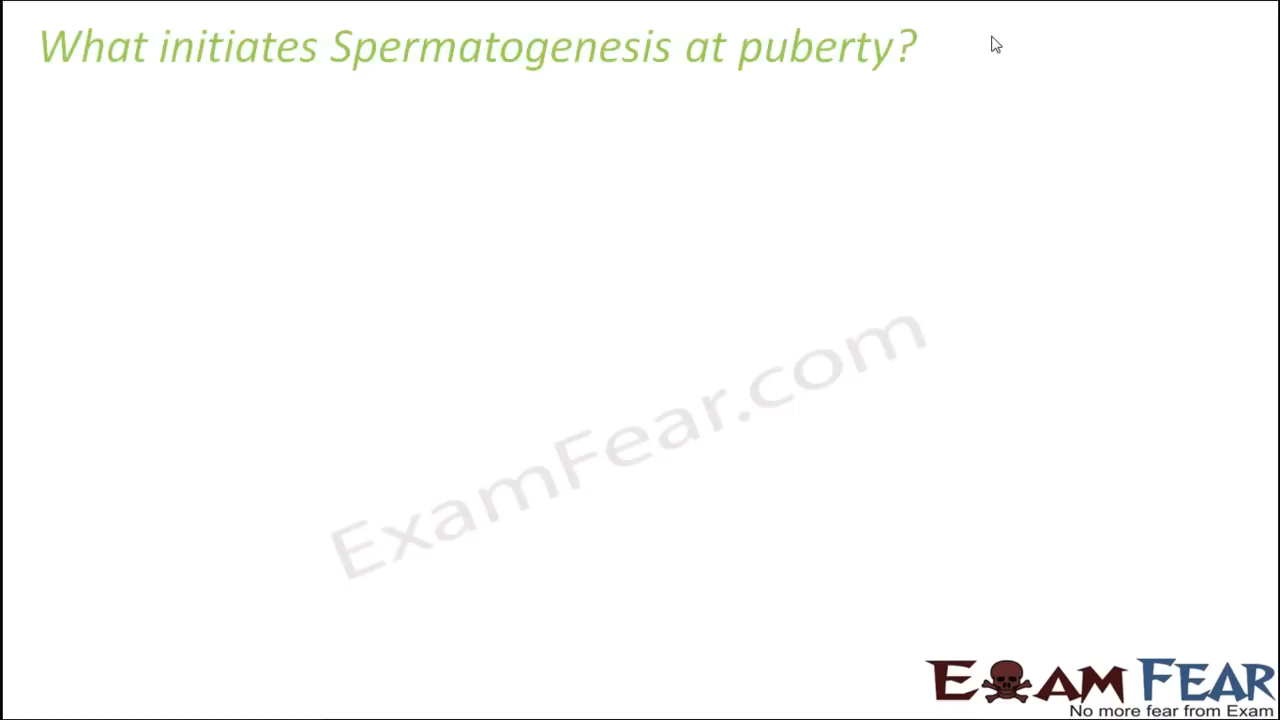 What initiates Spermatogenesis at puberty?
ExamFear.com
EXAM FEAR
No more fear from Exam